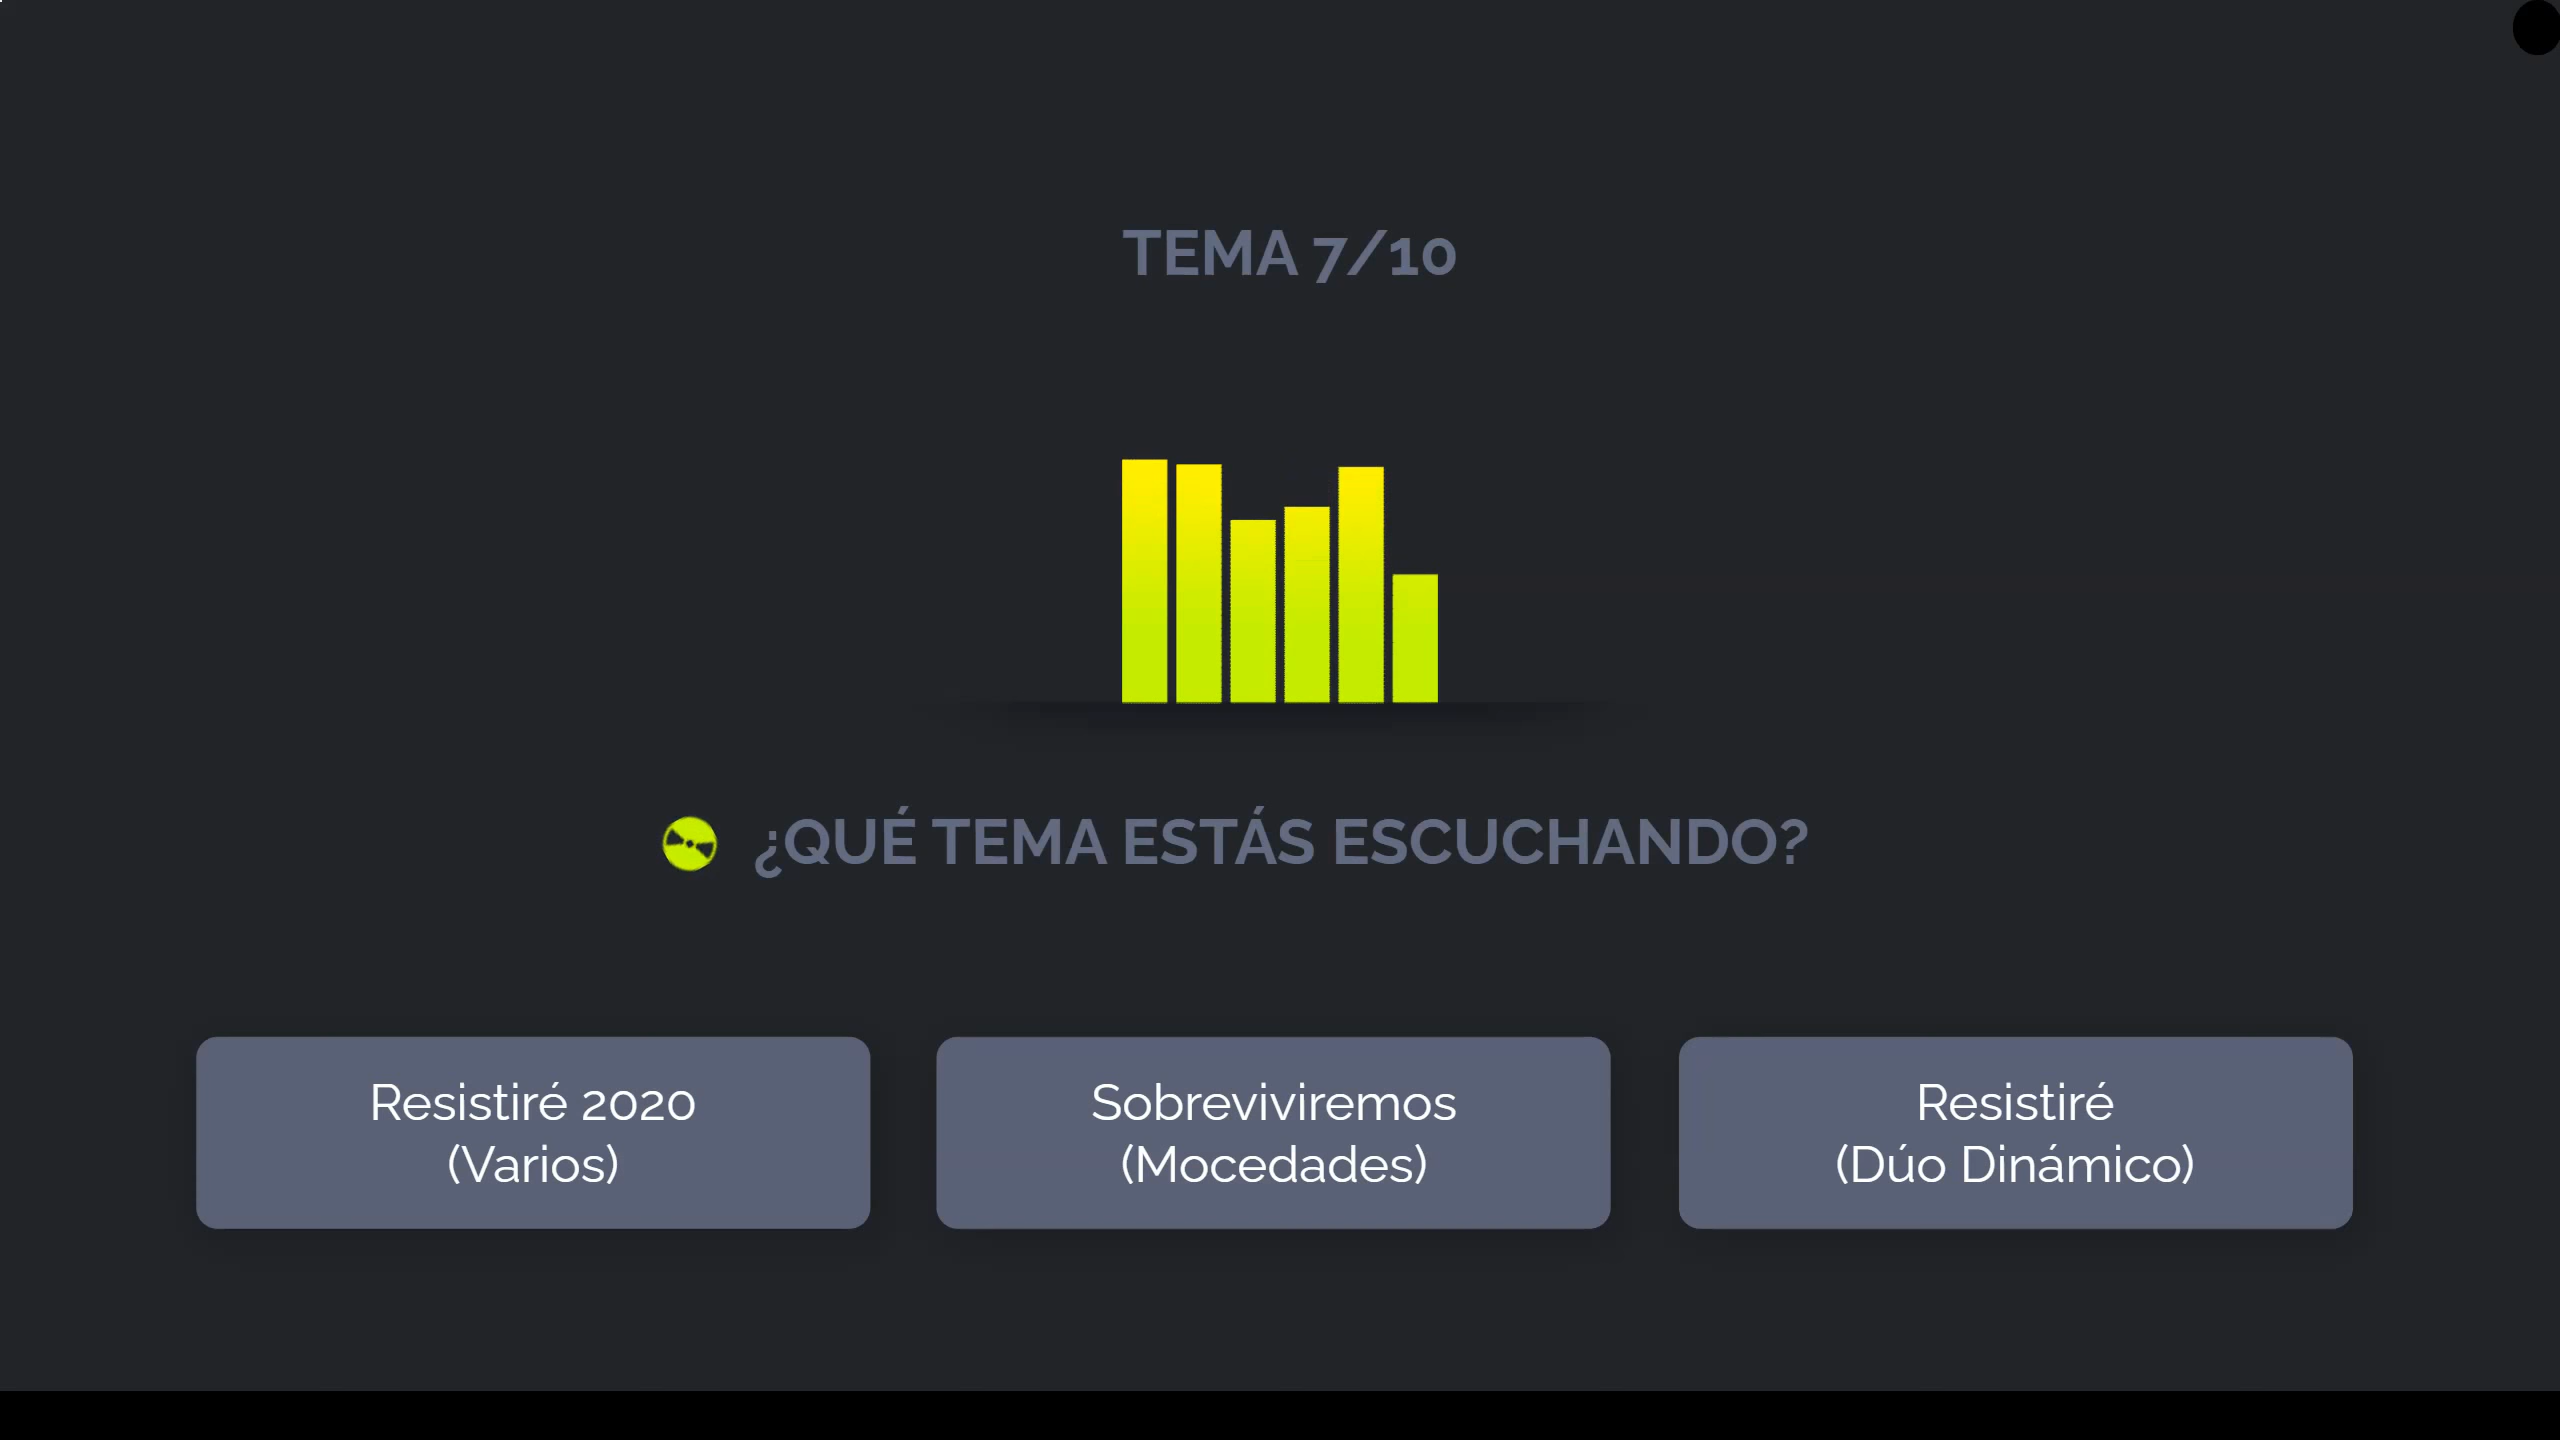 TEMA 7/10
¿QUÉ TEMA ESTÁS ESCUCHANDO?
Resistiré 2020
(Varios)
Sobreviviremos
(Mocedades)
Resistiré
(Dúo Dinámico)